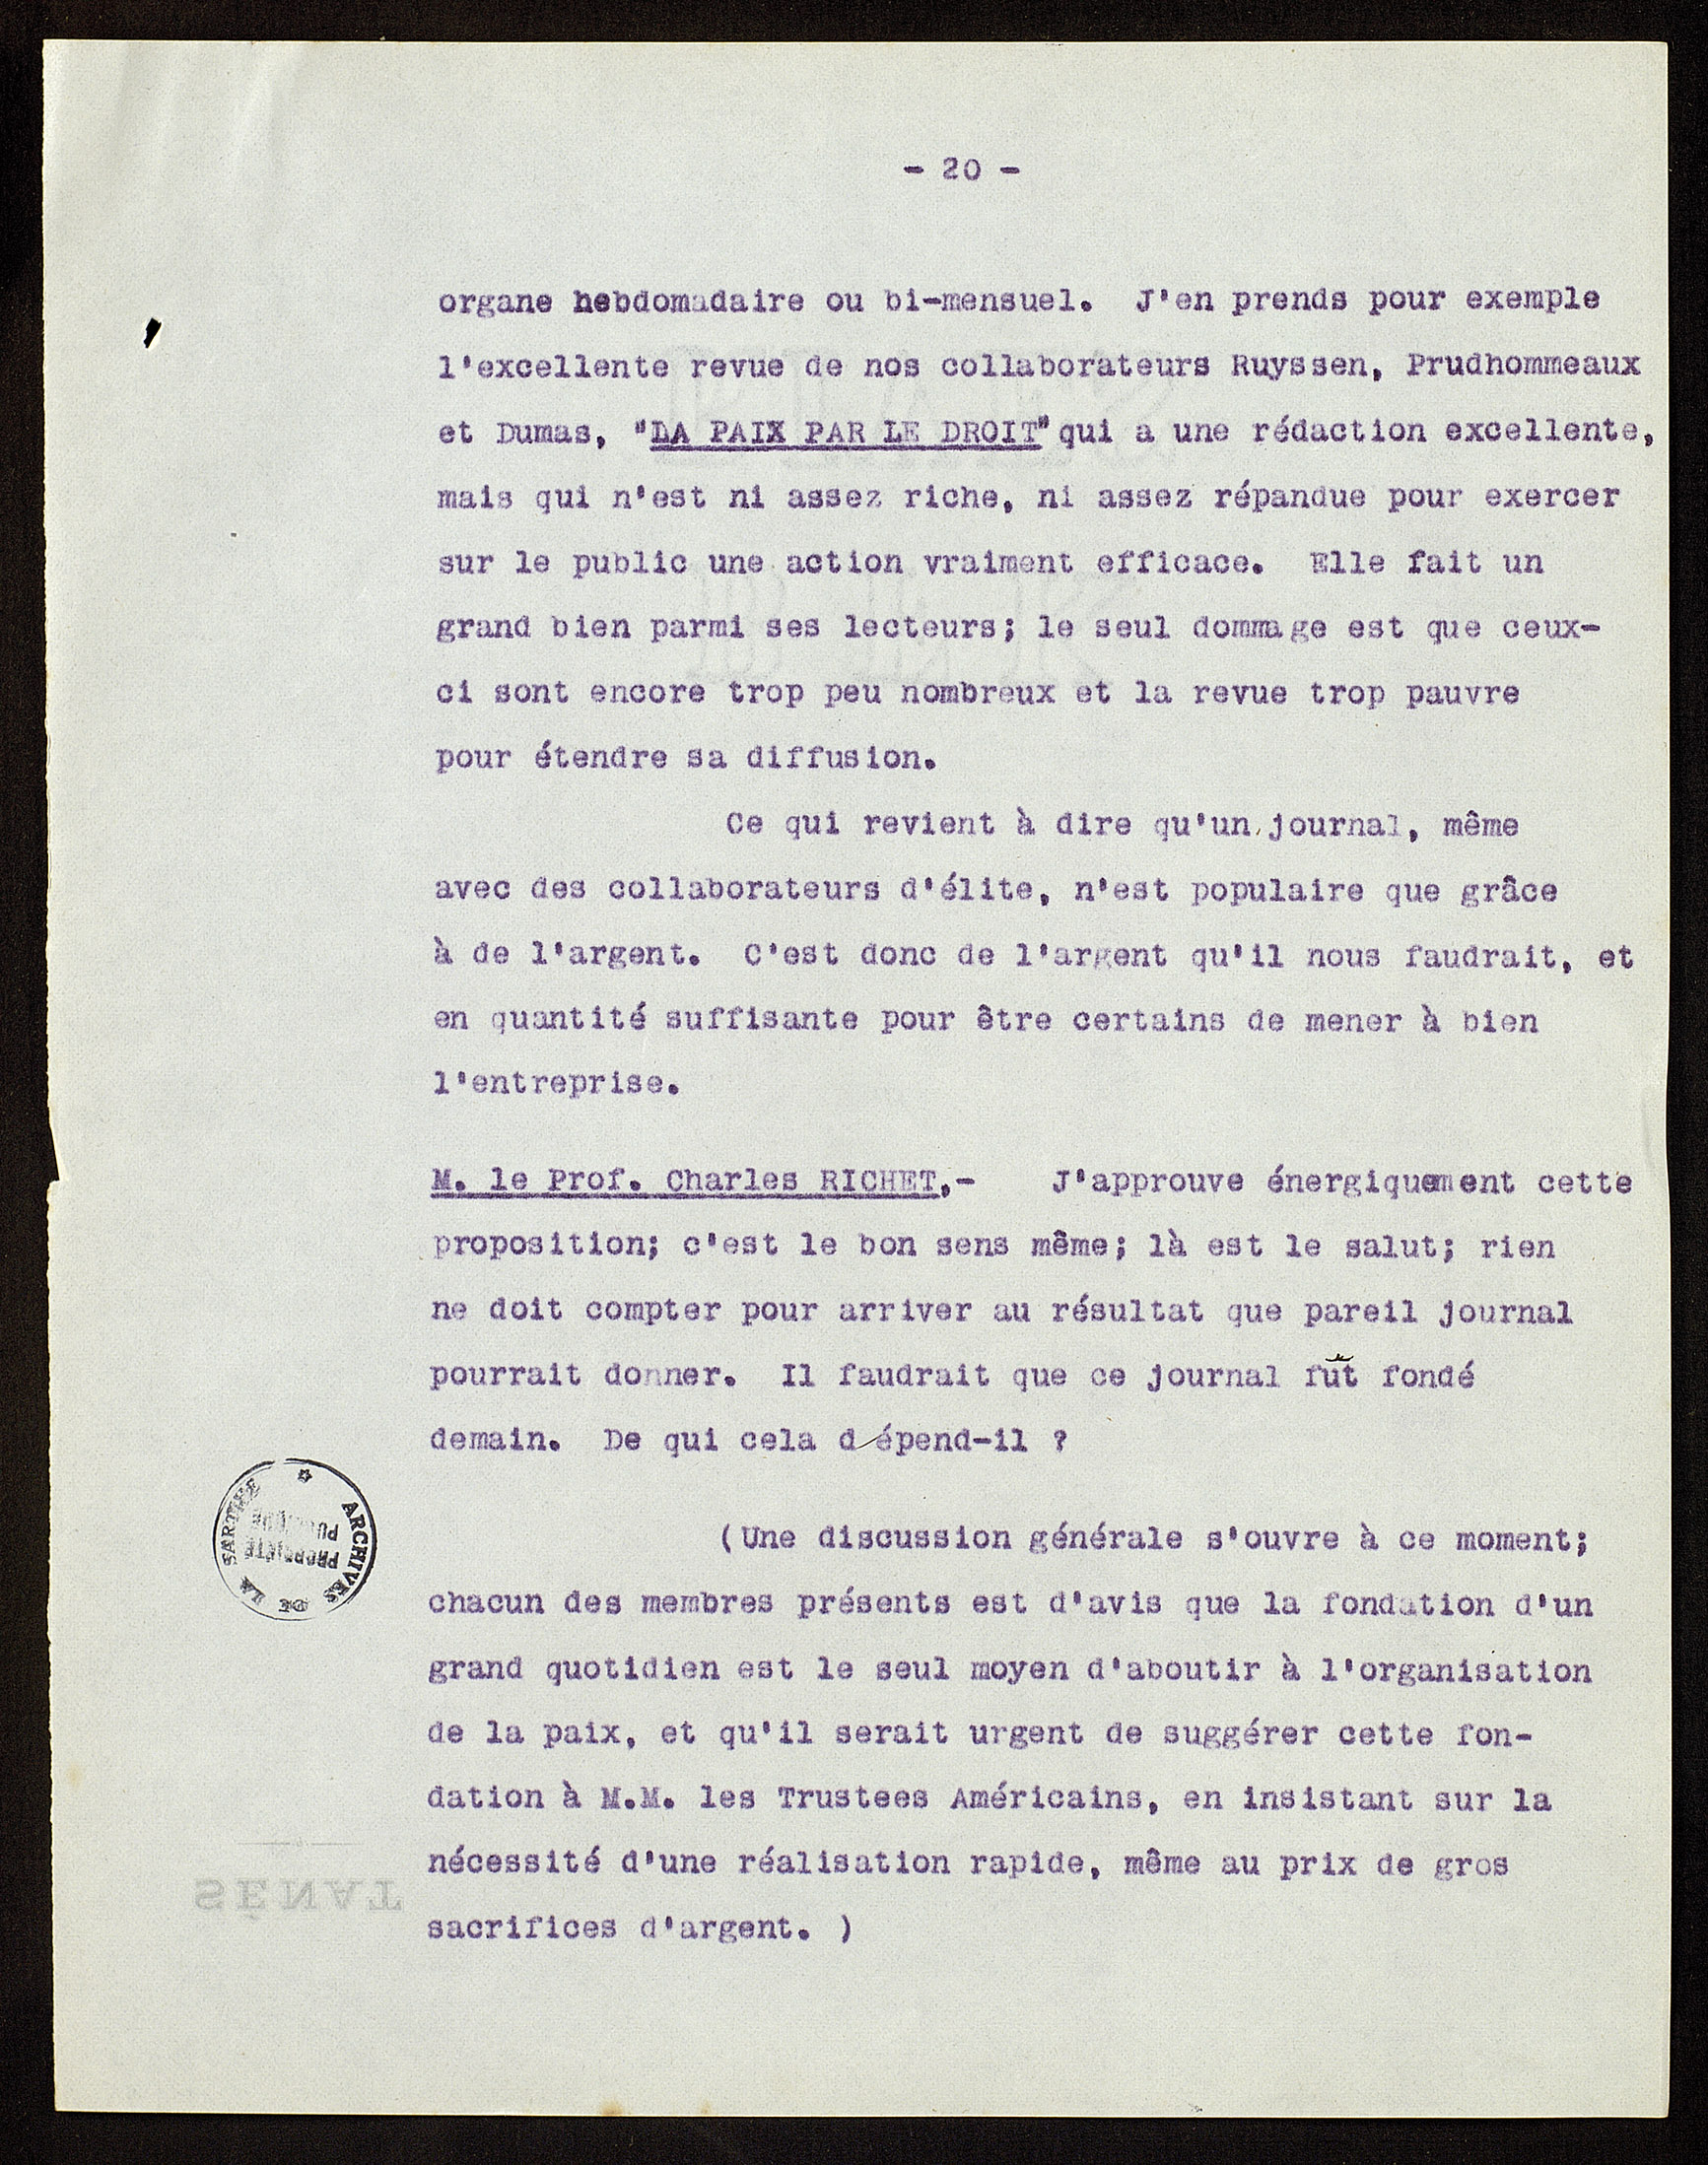 - 20 -
organe hebdomadaire ou bi-mensuel. J'en prends pour exemple
l'excellente revue de nos collaborateurs Ruyssen, Prudhommeaux
et Dumas, "LA PAIX PAR LE DROIT" qui a une rédaction excellente,
mais qui n'est ni assez riche, ni assez répandue pour exercer
sur le public une action vraiment efficace. Elle fait un
grand bien parmi ses lecteurs; le seul dommage est que ceux-
ci sont encore trop peu nombreux et la revue trop pauvre
pour étendre sa diffusion.
Ce qui revient à dire qu'un journal, même
avec des collaborateurs d'élite, n'est populaire que grâce
à de l'argent. C'est donc de l'argent qu'il nous faudrait, et
en quantité suffisante pour être certains de mener à bien
l'entreprise.
M. le Prof. Charles RICHET,- J'approuve énergiquement cette
proposition; c'est le bon sens même; là est le salut; rien
ne doit compter pour arriver au résultat que pareil journal
pourrait donner. Il faudrait que ce journal fût fondé
demain. De qui cela dépend-il ?
(Une discussion générale s'ouvre à ce moment;
chacun des membres présents est d'avis que la fondation d'un
grand quotidien est le seul moyen d'aboutir à l'organisation
de la paix, et qu'il serait urgent de suggérer cette fon-
dation à M.M. les Trustees Américains, en insistant sur la
nécessité d'une réalisation rapide, même au prix de gros
sacrifices d'argent. )
ARCHIVES DE LA SARTHE
PROPRIÉTÉ
PUBLIQUE
SÉNAT